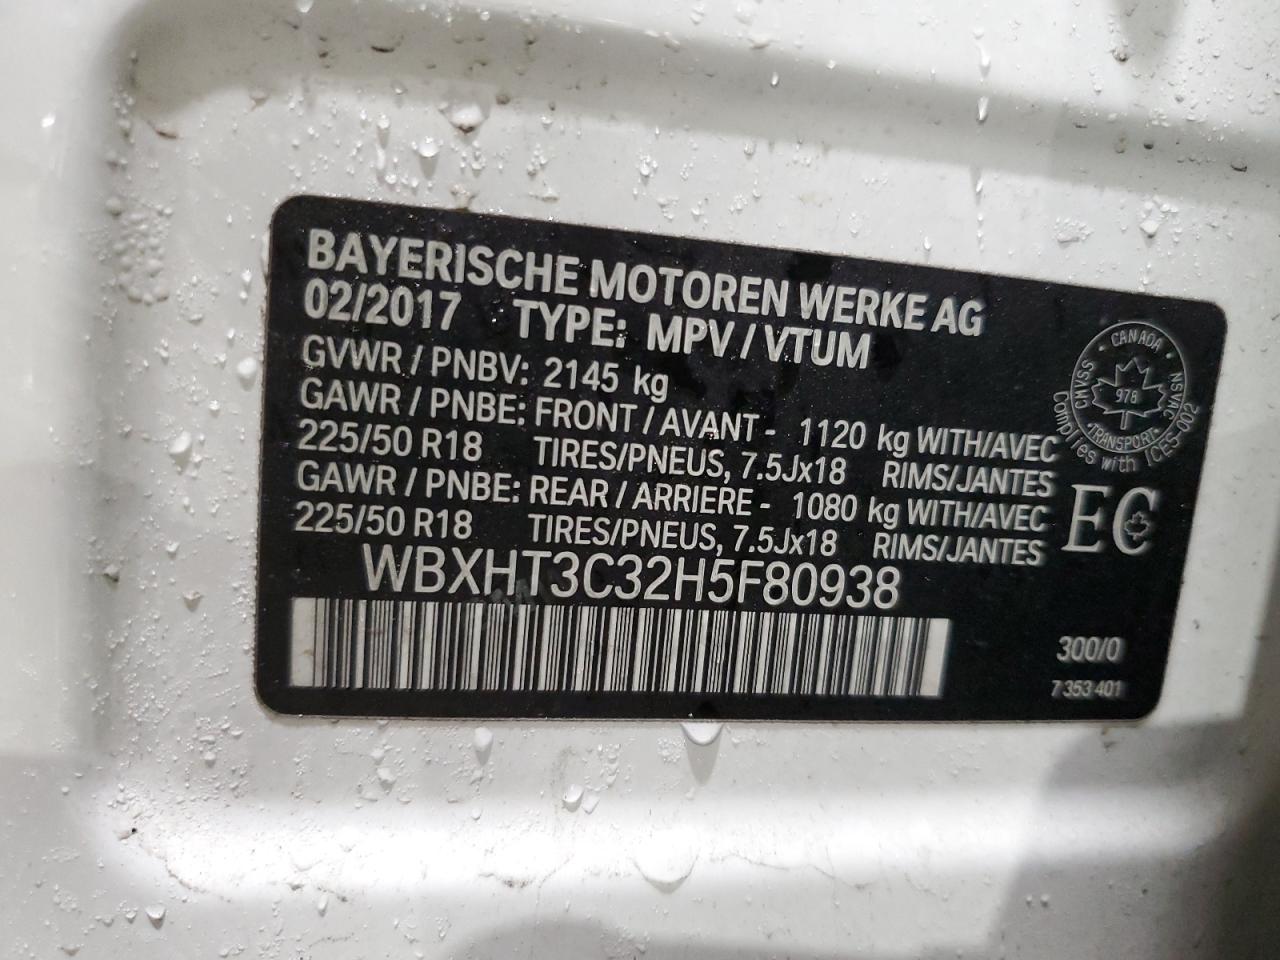 BAYERISCHE MOTOREN WERKE AG
02/2017 TYPE: MPV / VTUM
GVWR / PNBV: 2145 kg
GAWR / PNBE: FRONT / AVANT - 1120 kg WITH/AVEC
225/50 R18 TIRES/PNEUS, 7.5Jx18 RIMS/JANTES
GAWR / PNBE: REAR / ARRIERE - 1080 kg WITH/AVEC
225/50 R18 TIRES/PNEUS, 7.5Jx18 RIMS/JANTES
WBXHT3C32H5F80938
CANADA
CMVSS NSVAC
978
TRANSPORT
Complies with ICES-002
EC
300/0
7 353 401